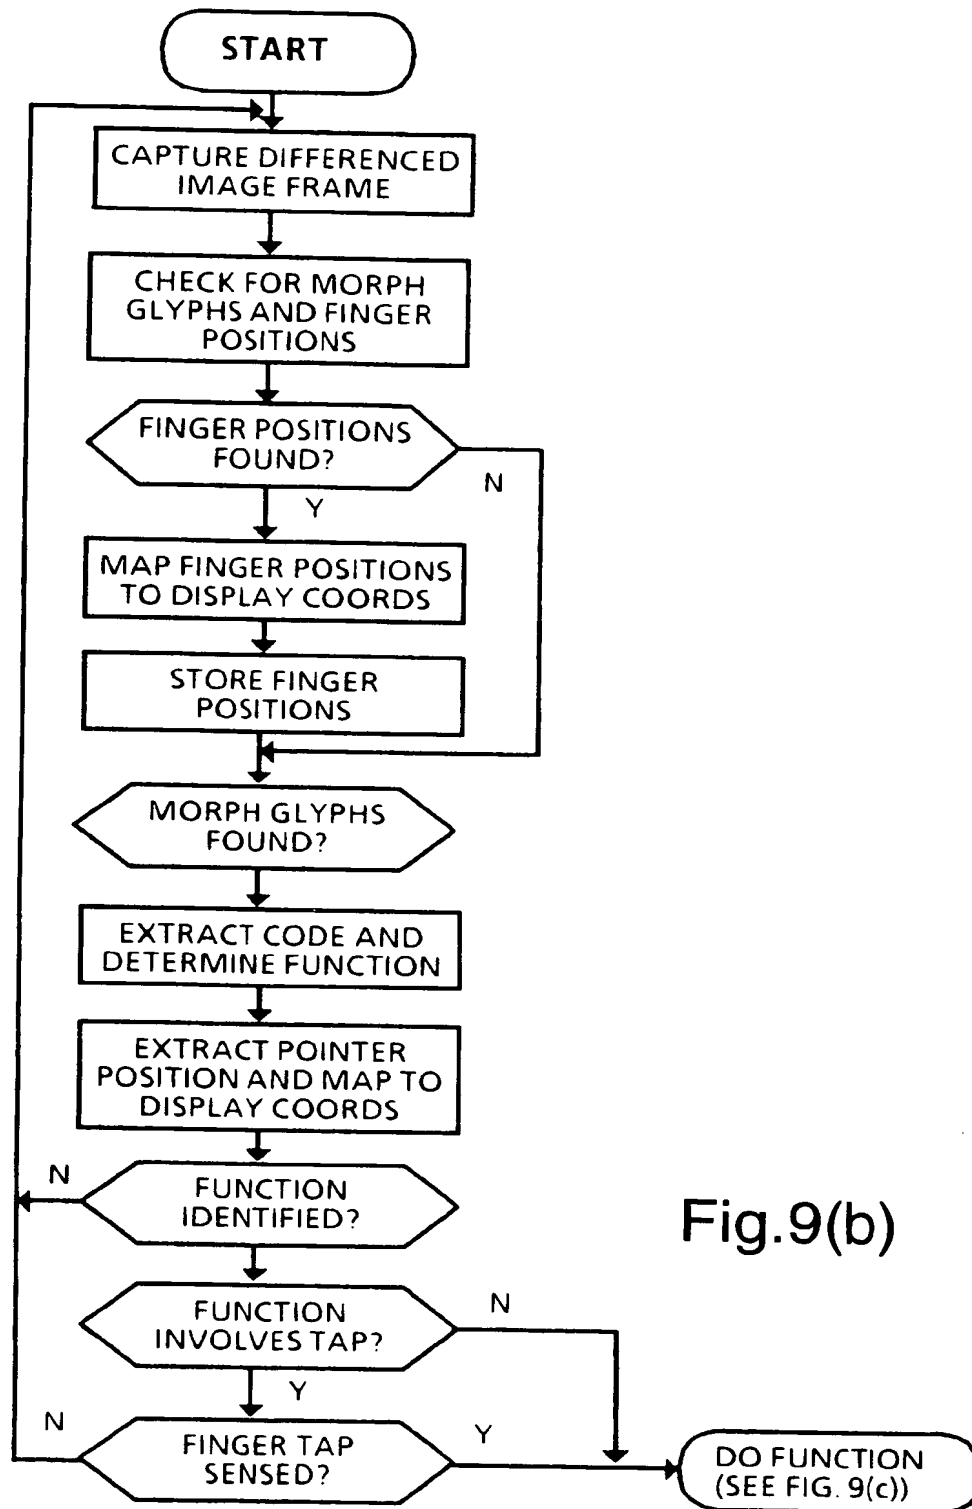 START
CAPTURE DIFFERENCED
IMAGE FRAME
CHECK FOR MORPH
GLYPHS AND FINGER
POSITIONS
FINGER POSITIONS
FOUND?
N
Y
MAP FINGER POSITIONS
TO DISPLAY COORDS
STORE FINGER
POSITIONS
MORPH GLYPHS
FOUND?
EXTRACT CODE AND
DETERMINE FUNCTION
EXTRACT POINTER
POSITION AND MAP TO
DISPLAY COORDS
N
FUNCTION
IDENTIFIED?
Fig.9(b)
FUNCTION
INVOLVES TAP?
N
Y
N
FINGER TAP
SENSED?
Y
DO FUNCTION
(SEE FIG. 9(c))